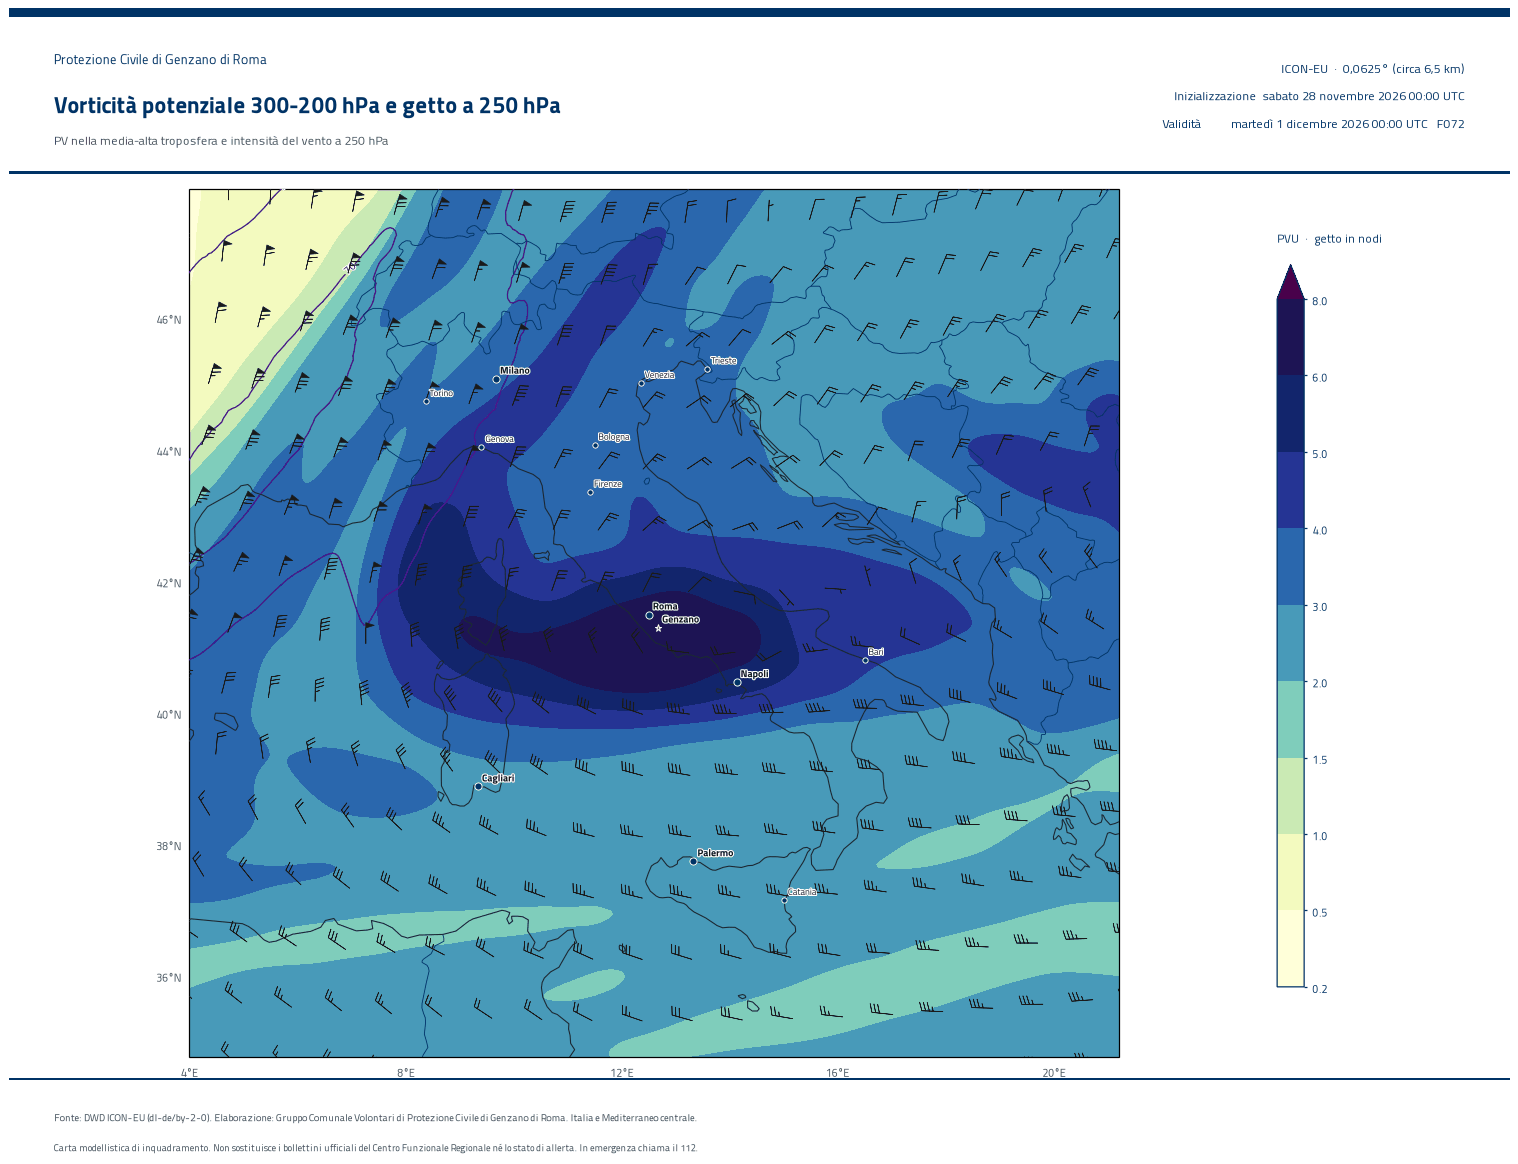 Protezione Civile di Genzano di Roma
Vorticità potenziale 300-200 hPa e getto a 250 hPa
PV nella media-alta troposfera e intensità del vento a 250 hPa
ICON-EU · 0,0625° (circa 6,5 km)
Inizializzazione sabato 28 novembre 2026 00:00 UTC
Validità martedì 1 dicembre 2026 00:00 UTC F072
PVU · getto in nodi
8.0
6.0
5.0
4.0
3.0
2.0
1.5
1.0
0.5
0.2
46°N
44°N
42°N
40°N
38°N
36°N
4°E
8°E
12°E
16°E
20°E
Trieste
Milano
Venezia
Torino
Genova
Bologna
Firenze
Roma
Genzano
Bari
Napoli
Cagliari
Palermo
Catania
Fonte: DWD ICON-EU (dl-de/by-2-0). Elaborazione: Gruppo Comunale Volontari di Protezione Civile di Genzano di Roma. Italia e Mediterraneo centrale.
Carta modellistica di inquadramento. Non sostituisce i bollettini ufficiali del Centro Funzionale Regionale né lo stato di allerta. In emergenza chiama il 112.